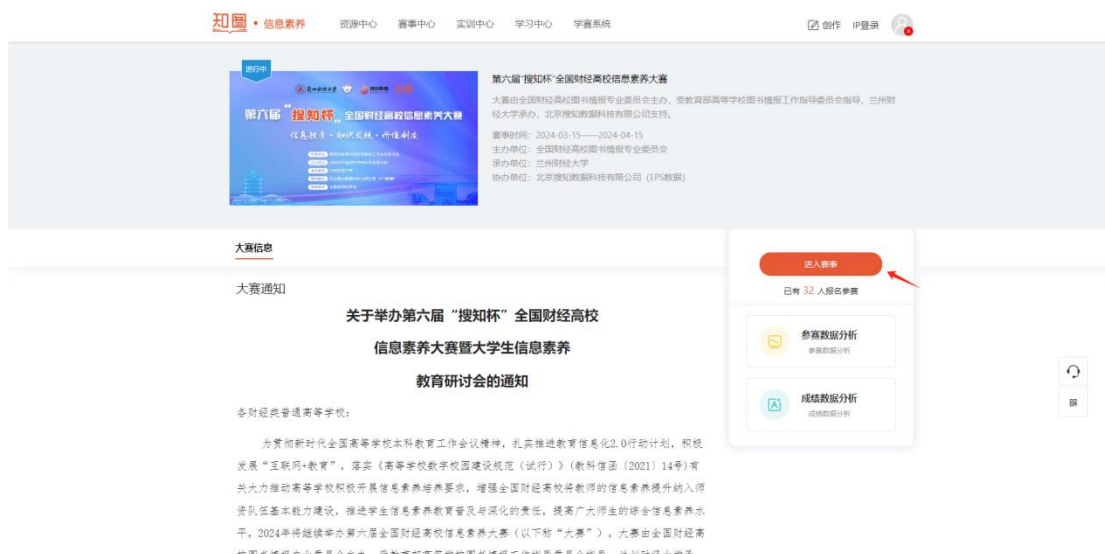 知圖·信息素养 资源中心 赛事中心 实训中心 学习中心 学赛系统 创作 IP登录
进行中
第六届“搜知杯”全国财经高校信息素养大赛
第六届“搜知杯”全国财经高校信息素养大赛
大赛由全国财经高校图书情报专业委员会主办，受教育部高等学校图书情报工作指导委员会指导，兰州财
经大学承办，北京搜知数据科技有限公司支持。
赛事时间：2024-03-15——2024-04-15
主办单位：全国财经高校图书情报专业委员会
承办单位：兰州财经大学
协办单位：北京搜知数据科技有限公司（EPS数据）
大赛信息
进入赛事
已有 32 人报名参赛
参赛数据分析
参赛数据分析
成绩数据分析
成绩数据分析
大赛通知
关于举办第六届“搜知杯”全国财经高校
信息素养大赛暨大学生信息素养
教育研讨会的通知
各财经类普通高等学校：
为贯彻新时代全国高等学校本科教育工作会议精神，扎实推进教育信息化2.0行动计划，积极
发展“互联网+教育”，落实《高等学校数字校园建设规范（试行）》（教科信函〔2021〕14号）有
关大力推动高等学校积极开展信息素养培养要求，增强全国财经高校将教师的信息素养提升纳入师
资队伍基本能力建设，推进学生信息素养教育普及与深化的责任，提高广大师生的综合信息素养水
平，2024年将继续举办第六届全国财经高校信息素养大赛（以下称“大赛”）。大赛由全国财经高